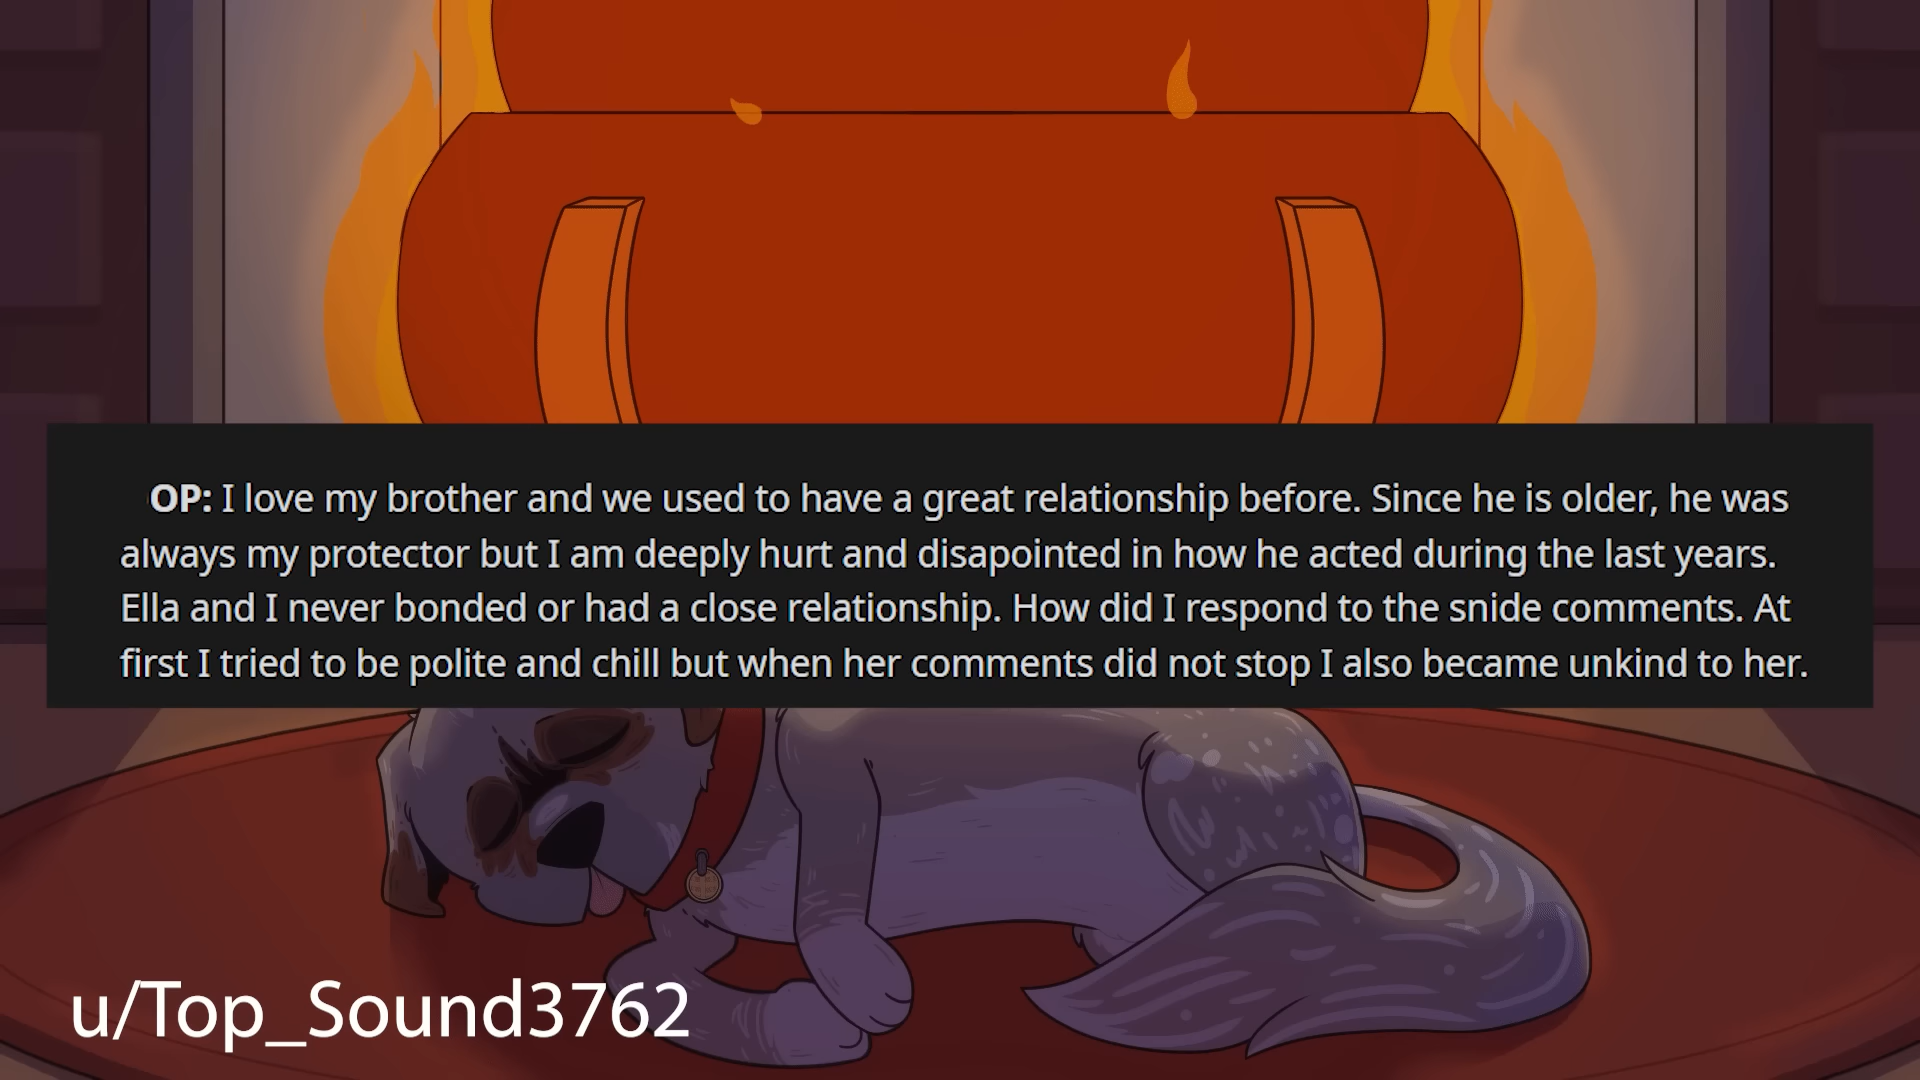 OP: I love my brother and we used to have a great relationship before. Since he is older, he was
always my protector but I am deeply hurt and disapointed in how he acted during the last years.
Ella and I never bonded or had a close relationship. How did I respond to the snide comments. At
first I tried to be polite and chill but when her comments did not stop I also became unkind to her.
u/Top_Sound3762